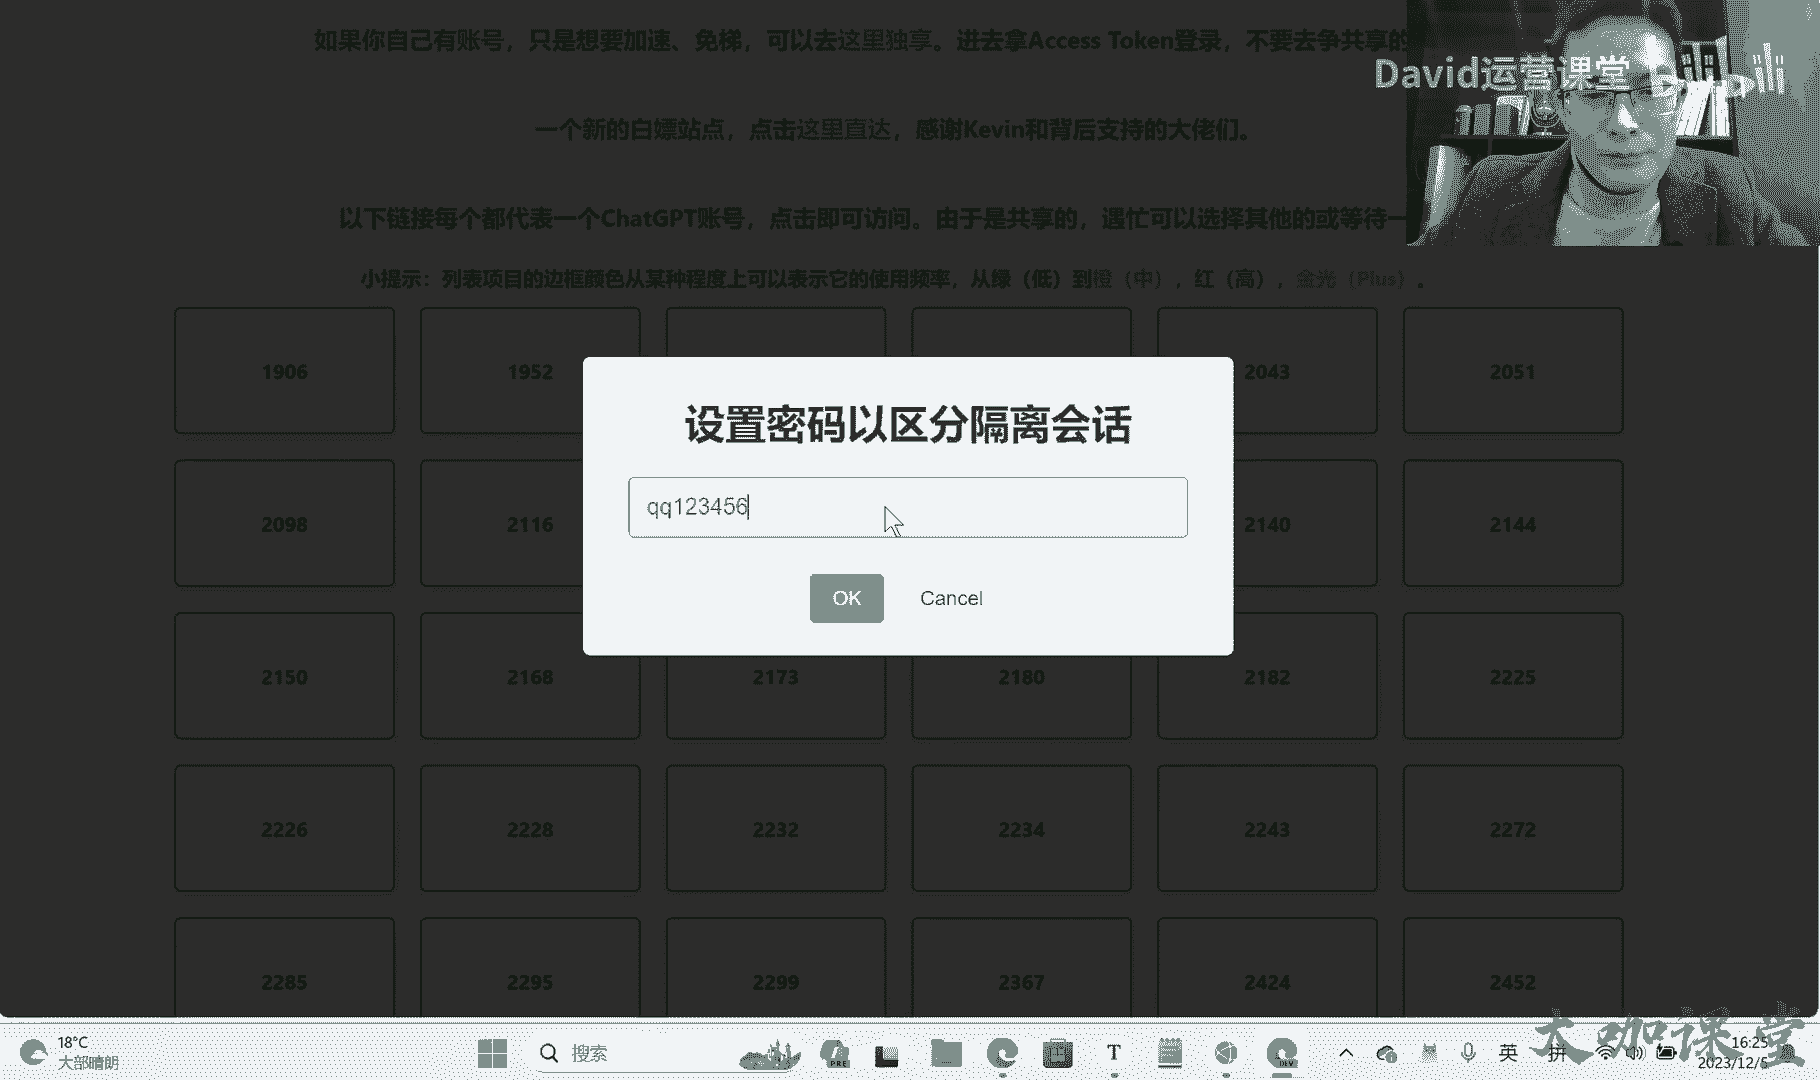 如果你自己有账号，只是想要加速、免梯，可以去这里独享。进去拿Access Token登录，不要去争共享的
David运营课堂
bilibili
一个新的白嫖站点，点击这里直达，感谢Kevin和背后支持的大佬们。
以下链接每个都代表一个ChatGPT账号，点击即可访问。由于是共享的，遇忙可以选择其他的或等待一
小提示：列表项目的边框颜色从某种程度上可以表示它的使用频率，从绿（低）到橙（中），红（高），金光（Plus）。
1906 1952 2043 2051
设置密码以区分隔离会话
qq123456
2098 2116 2140 2144
OK Cancel
2150 2168 2173 2180 2182 2225
2226 2228 2232 2234 2243 2272
2285 2295 2299 2367 2424 2452
大咖课堂
18°C
大部晴朗
搜索
PRE
T
DEV
英
拼
16:25
2023/12/5